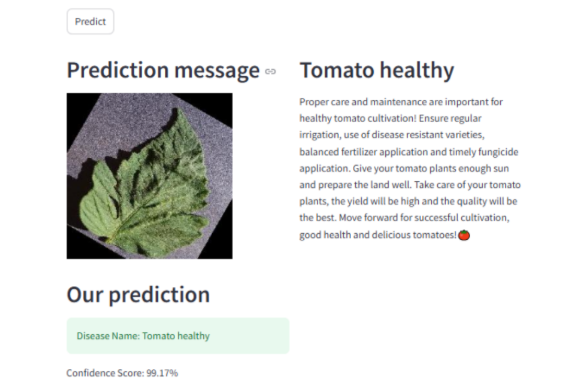 Predict
Prediction message
Tomato healthy
Proper care and maintenance are important for
healthy tomato cultivation! Ensure regular
irrigation, use of disease resistant varieties,
balanced fertilizer application and timely fungicide
application. Give your tomato plants enough sun
and prepare the land well. Take care of your tomato
plants, the yield will be high and the quality will be
the best. Move forward for successful cultivation,
good health and delicious tomatoes!🍅
Our prediction
Disease Name: Tomato healthy
Confidence Score: 99.17%